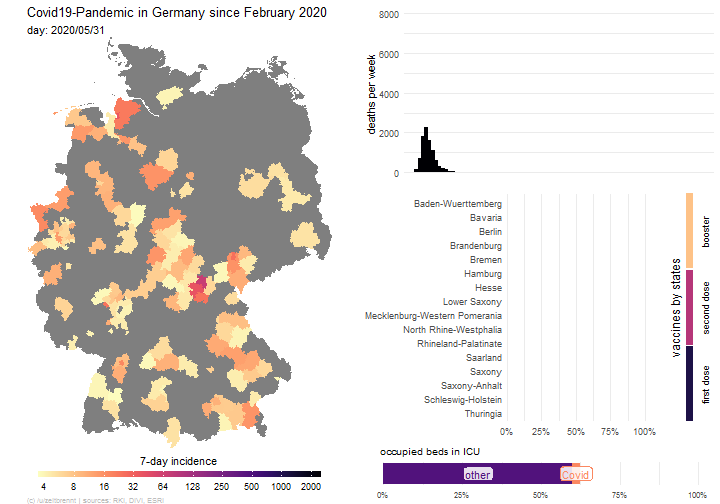 Covid19-Pandemic in Germany since February 2020
day: 2020/05/31
7-day incidence
4 8 16 32 64 128 250 500 1000 2000
(c) /u/zeltbrennt | sources: RKI, DIVI, ESRI
deaths per week
8000
6000
4000
2000
0
Baden-Wuerttemberg
Bavaria
Berlin
Brandenburg
Bremen
Hamburg
Hesse
Lower Saxony
Mecklenburg-Western Pomerania
North Rhine-Westphalia
Rhineland-Palatinate
Saarland
Saxony
Saxony-Anhalt
Schleswig-Holstein
Thuringia
0% 25% 50% 75% 100%
vaccines by states
booster
second dose
first dose
occupied beds in ICU
other Covid
0% 25% 50% 75% 100%